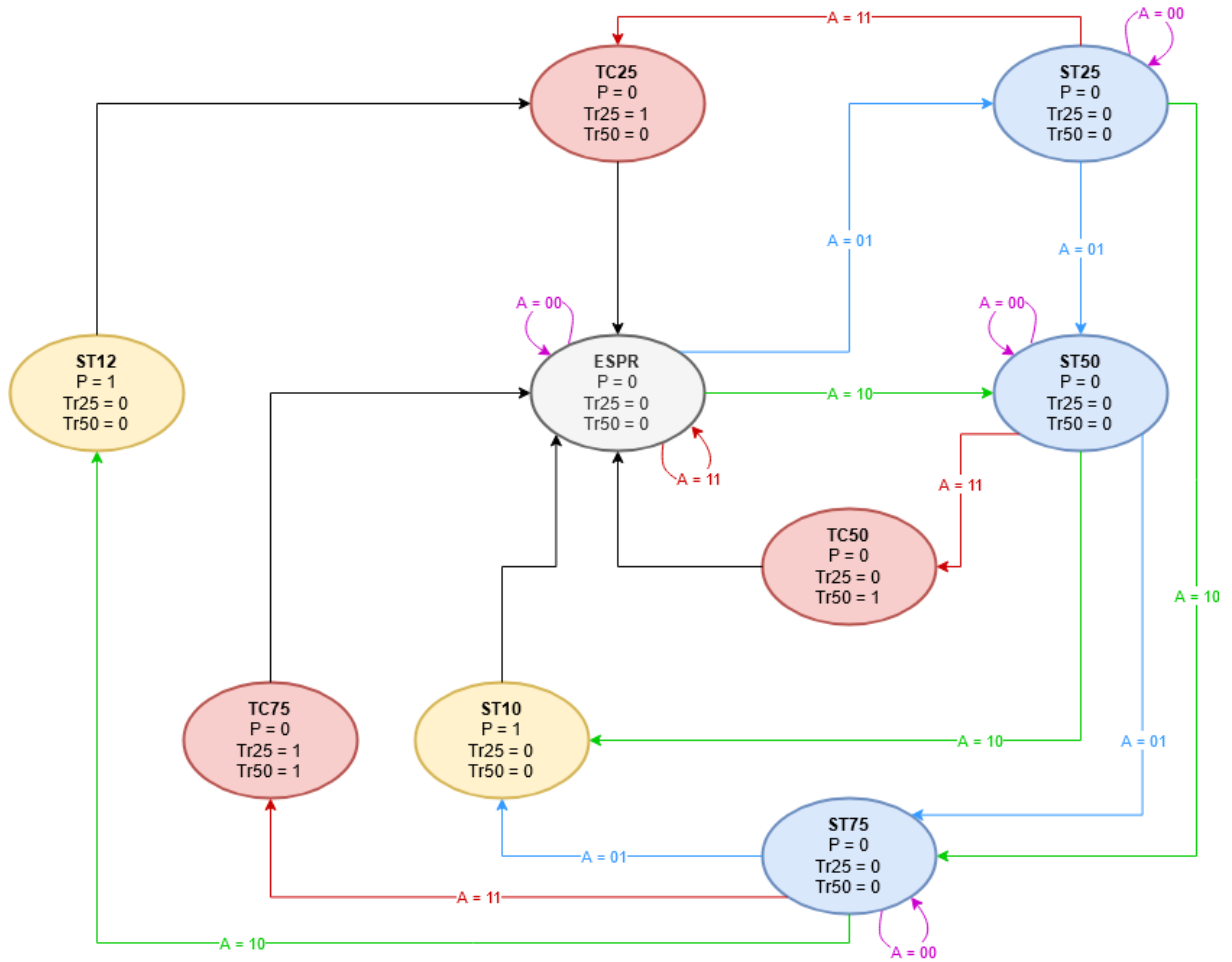 A = 11
A = 00
TC25
P = 0
Tr25 = 1
Tr50 = 0
ST25
P = 0
Tr25 = 0
Tr50 = 0
A = 01
A = 01
A = 00
A = 00
ST12
P = 1
Tr25 = 0
Tr50 = 0
ESPR
P = 0
Tr25 = 0
Tr50 = 0
A = 10
ST50
P = 0
Tr25 = 0
Tr50 = 0
A = 11
A = 11
TC50
P = 0
Tr25 = 0
Tr50 = 1
A = 10
TC75
P = 0
Tr25 = 1
Tr50 = 1
ST10
P = 1
Tr25 = 0
Tr50 = 0
A = 10
A = 01
ST75
P = 0
Tr25 = 0
Tr50 = 0
A = 01
A = 11
A = 10
A = 00